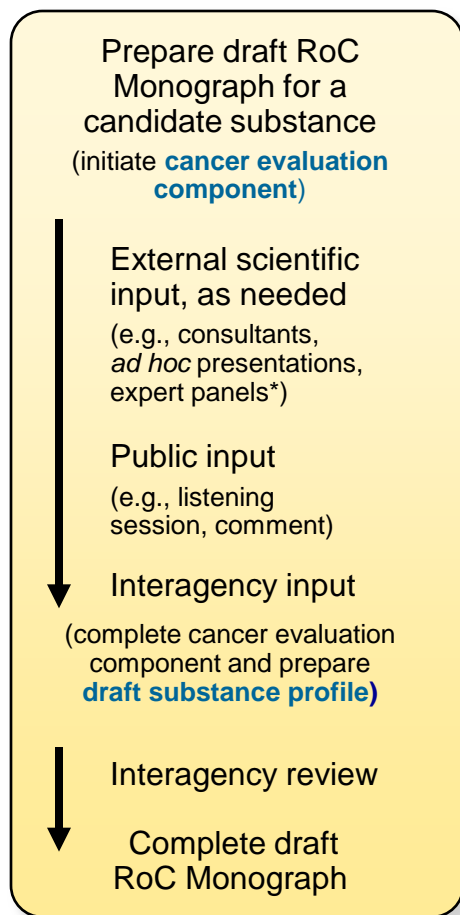 Prepare draft RoC
Monograph for a
candidate substance
(initiate cancer evaluation
component)
External scientific
input, as needed
(e.g., consultants,
ad hoc presentations,
expert panels*)
Public input
(e.g., listening
session, comment)
Interagency input
(complete cancer evaluation
component and prepare
draft substance profile)
Interagency review
Complete draft
RoC Monograph